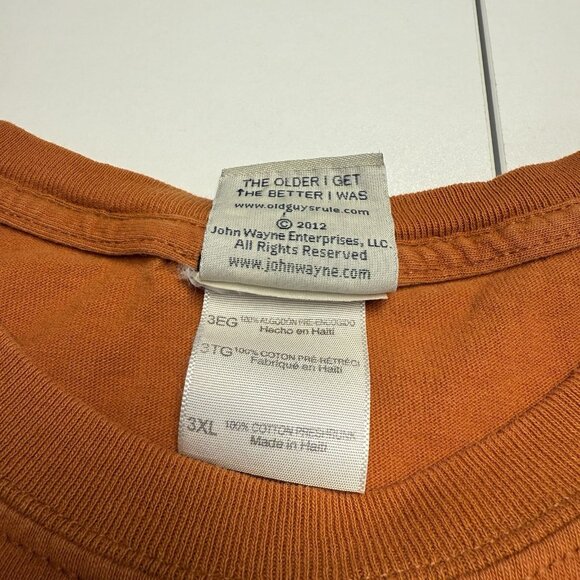 THE OLDER I GET
THE BETTER I WAS
www.oldguysrule.com
© 2012
John Wayne Enterprises, LLC.
All Rights Reserved
www.johnwayne.com
3EG 100% ALGODÓN PRE-ENCOGIDO
Hecho en Haiti
3TG 100% COTON PRÉ-RÉTRÉCI
Fabriqué en Haiti
3XL 100% COTTON PRESHRUNK
Made in Haiti